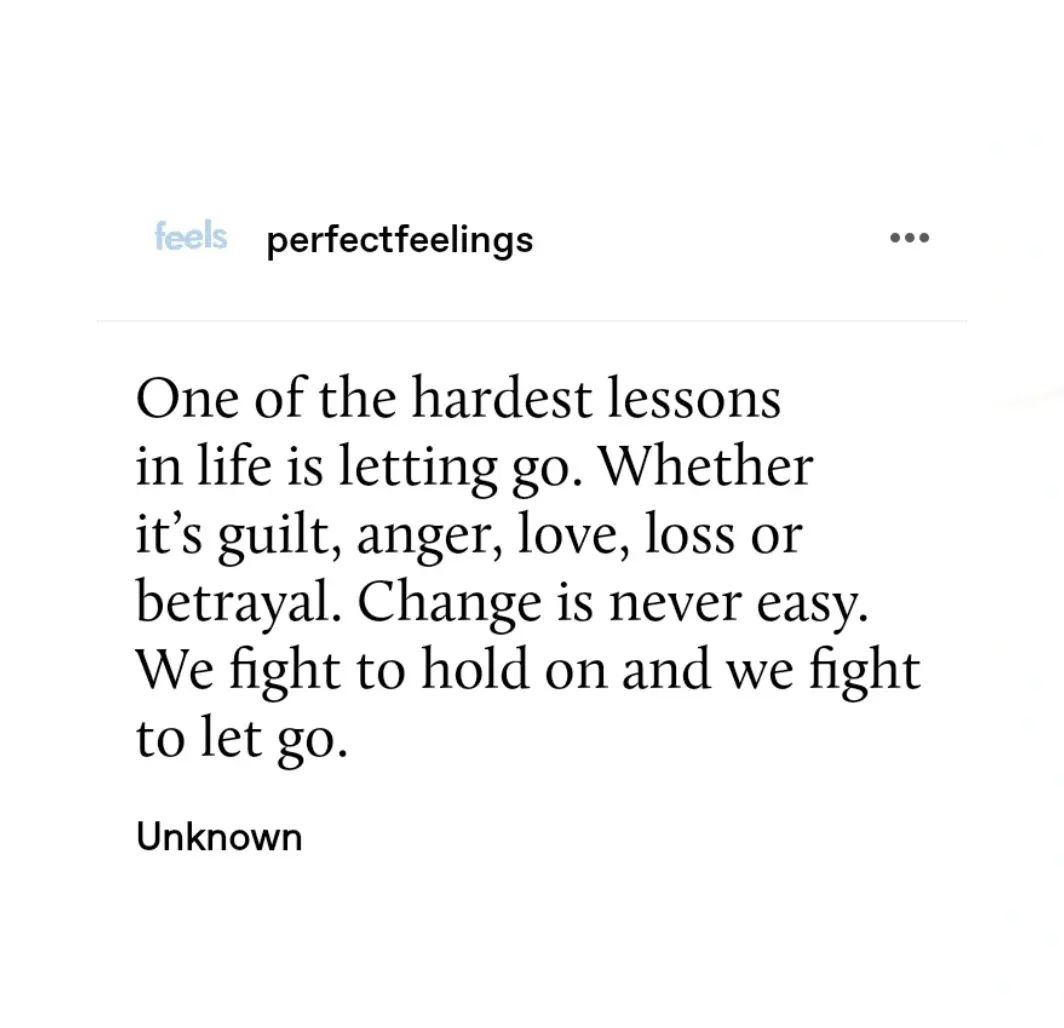 feels perfectfeelings
One of the hardest lessons
in life is letting go. Whether
it’s guilt, anger, love, loss or
betrayal. Change is never easy.
We fight to hold on and we fight
to let go.
Unknown